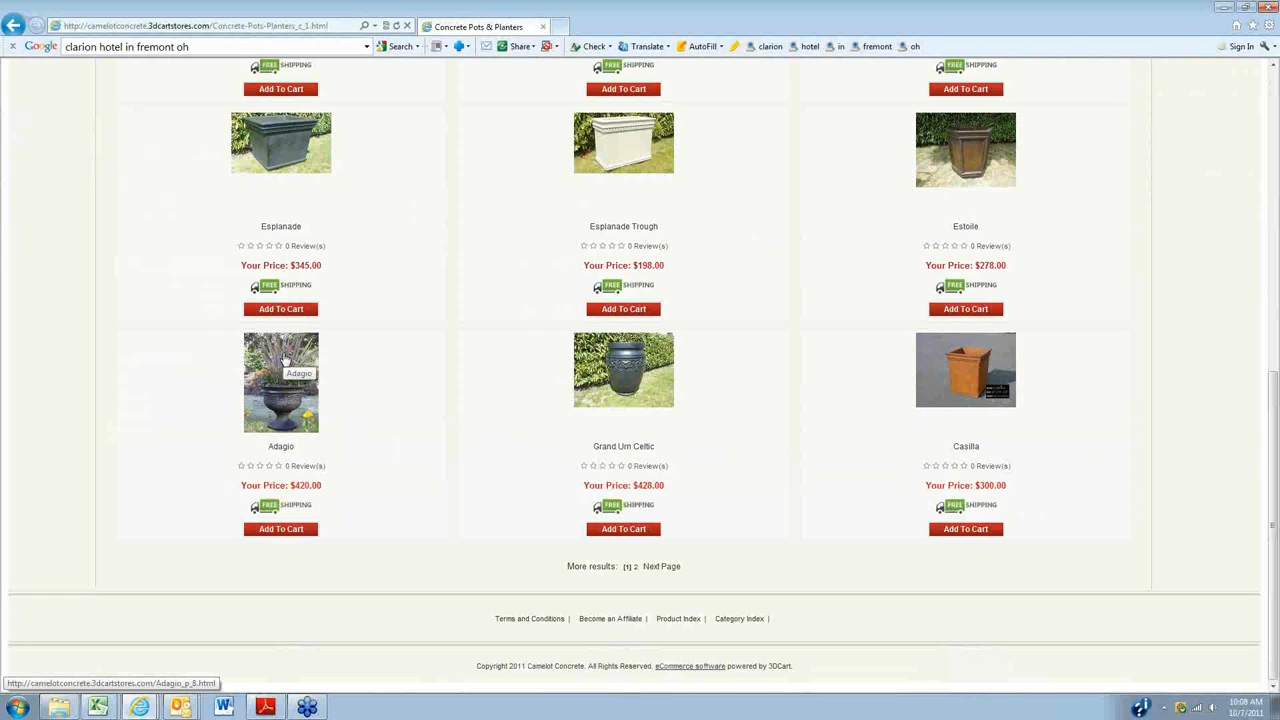 http://camelotconcrete.3dcartstores.com/Concrete-Pots-Planters_c_1.html
Concrete Pots & Planters
Google clarion hotel in fremont oh Search Share Check Translate AutoFill clarion hotel in fremont oh Sign In
FREE SHIPPING FREE SHIPPING FREE SHIPPING
Add To Cart Add To Cart Add To Cart
Esplanade Esplanade Trough Estoile
0 Review(s) 0 Review(s) 0 Review(s)
Your Price: $345.00 Your Price: $198.00 Your Price: $278.00
FREE SHIPPING FREE SHIPPING FREE SHIPPING
Add To Cart Add To Cart Add To Cart
Adagio
Adagio Grand Urn Celtic Casilla
0 Review(s) 0 Review(s) 0 Review(s)
Your Price: $420.00 Your Price: $428.00 Your Price: $300.00
FREE SHIPPING FREE SHIPPING FREE SHIPPING
Add To Cart Add To Cart Add To Cart
More results: [1] 2 Next Page
Terms and Conditions | Become an Affiliate | Product Index | Category Index |
Copyright 2011 Camelot Concrete. All Rights Reserved. eCommerce software powered by 3DCart.
http://camelotconcrete.3dcartstores.com/Adagio_p_8.html
10:08 AM
10/7/2011